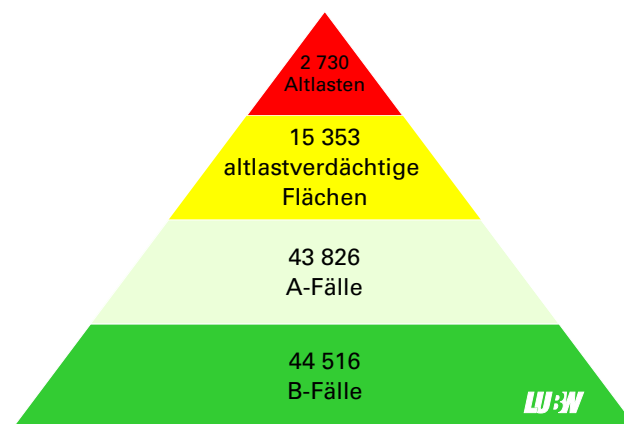 2 730
Altlasten
15 353
altlastverdächtige
Flächen
43 826
A-Fälle
44 516
B-Fälle
LUBW